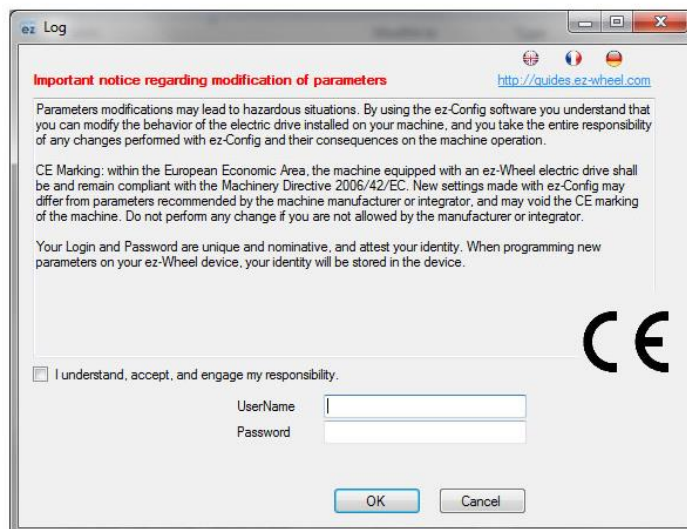 ez Log
Important notice regarding modification of parameters
http://guides.ez-wheel.com
Parameters modifications may lead to hazardous situations. By using the ez-Config software you understand that
you can modify the behavior of the electric drive installed on your machine, and you take the entire responsibility
of any changes performed with ez-Config and their consequences on the machine operation.
CE Marking: within the European Economic Area, the machine equipped with an ez-Wheel electric drive shall
be and remain compliant with the Machinery Directive 2006/42/EC. New settings made with ez-Config may
differ from parameters recommended by the machine manufacturer or integrator, and may void the CE marking
of the machine. Do not perform any change if you are not allowed by the manufacturer or integrator.
Your Login and Password are unique and nominative, and attest your identity. When programming new
parameters on your ez-Wheel device, your identity will be stored in the device.
CE
I understand, accept, and engage my responsibility.
UserName
Password
OK Cancel